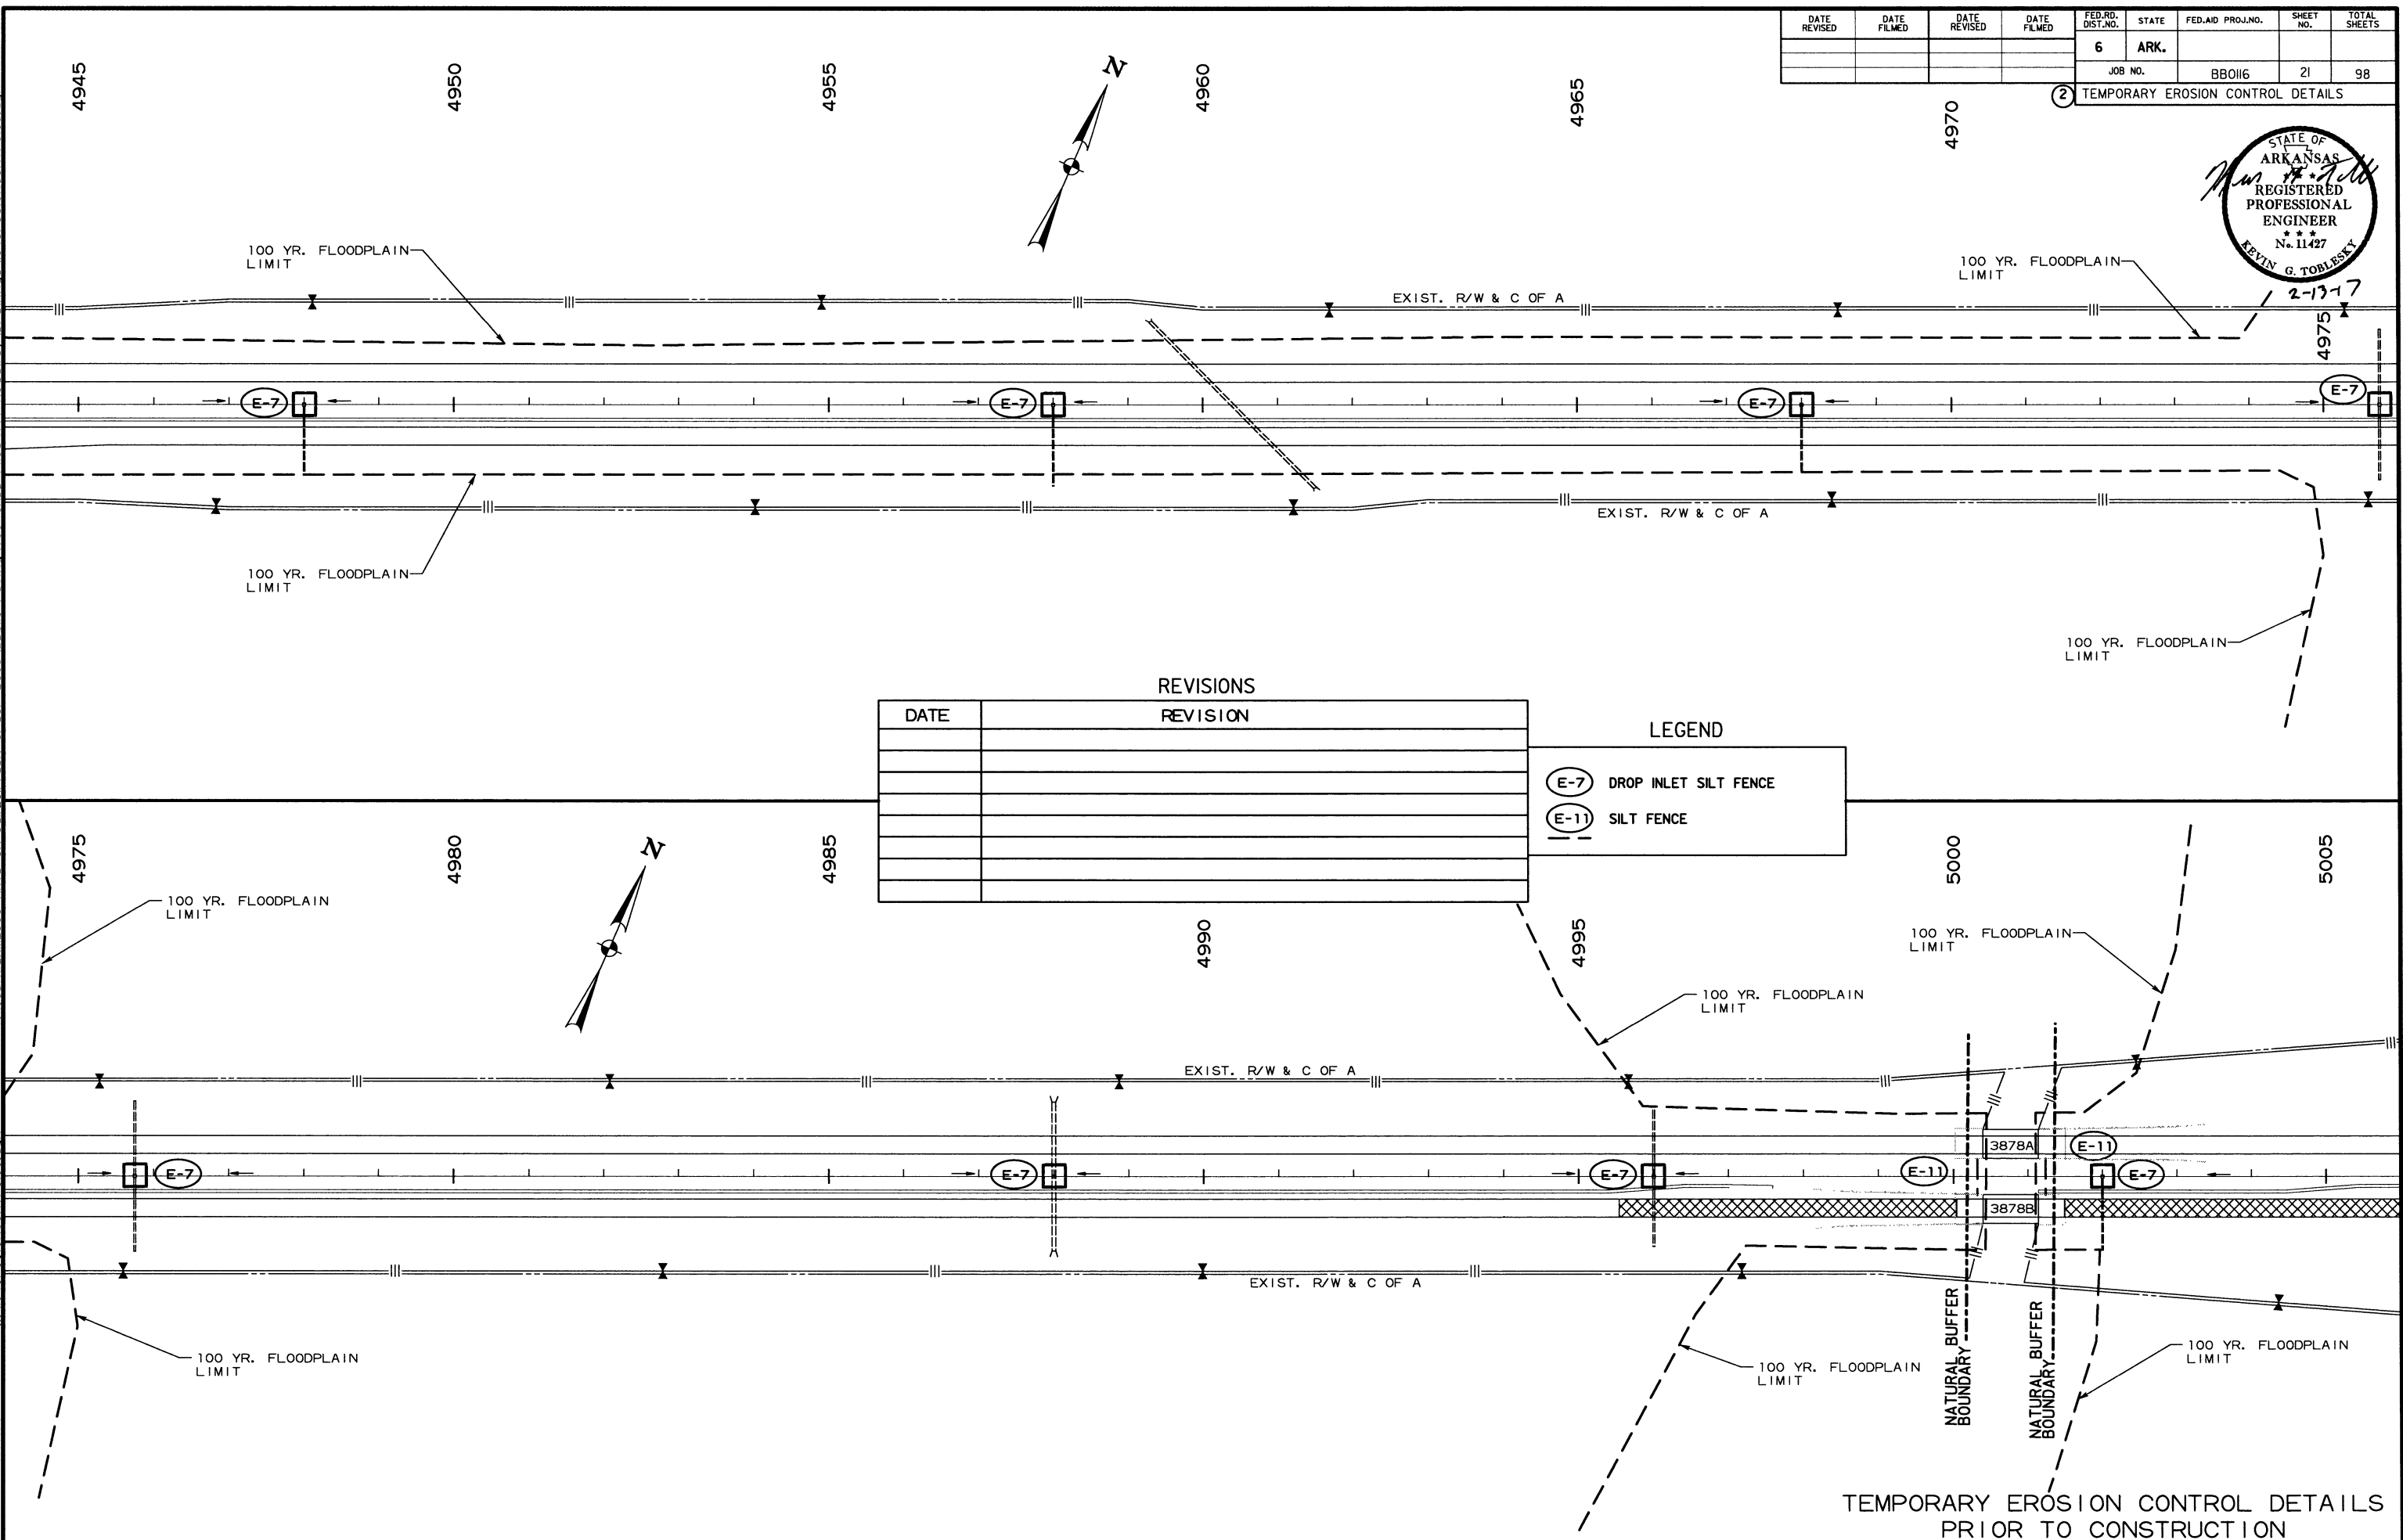 DATE REVISED DATE FILMED DATE REVISED DATE FILMED FED.RD. DIST.NO. STATE FED.AID PROJ.NO. SHEET NO. TOTAL SHEETS
6 ARK.
JOB NO. BB0116 21 98
2 TEMPORARY EROSION CONTROL DETAILS
STATE OF
ARKANSAS
REGISTERED
PROFESSIONAL
ENGINEER
No. 11427
KEVIN G. TOBLESKY
2-13-17
4945
4950
4955
4960
4965
4970
4975
N
100 YR. FLOODPLAIN
LIMIT
100 YR. FLOODPLAIN
LIMIT
EXIST. R/W & C OF A
E-7
E-7
E-7
E-7
EXIST. R/W & C OF A
100 YR. FLOODPLAIN
LIMIT
100 YR. FLOODPLAIN
LIMIT
REVISIONS
DATE REVISION
LEGEND
E-7 DROP INLET SILT FENCE
E-11 SILT FENCE
4975
4980
4985
4990
4995
5000
5005
N
100 YR. FLOODPLAIN
LIMIT
100 YR. FLOODPLAIN
LIMIT
100 YR. FLOODPLAIN
LIMIT
EXIST. R/W & C OF A
3878A
E-11
E-7
E-7
E-7
E-11
E-7
3878B
EXIST. R/W & C OF A
NATURAL BUFFER
BOUNDARY
NATURAL BUFFER
BOUNDARY
100 YR. FLOODPLAIN
LIMIT
100 YR. FLOODPLAIN
LIMIT
100 YR. FLOODPLAIN
LIMIT
TEMPORARY EROSION CONTROL DETAILS
PRIOR TO CONSTRUCTION